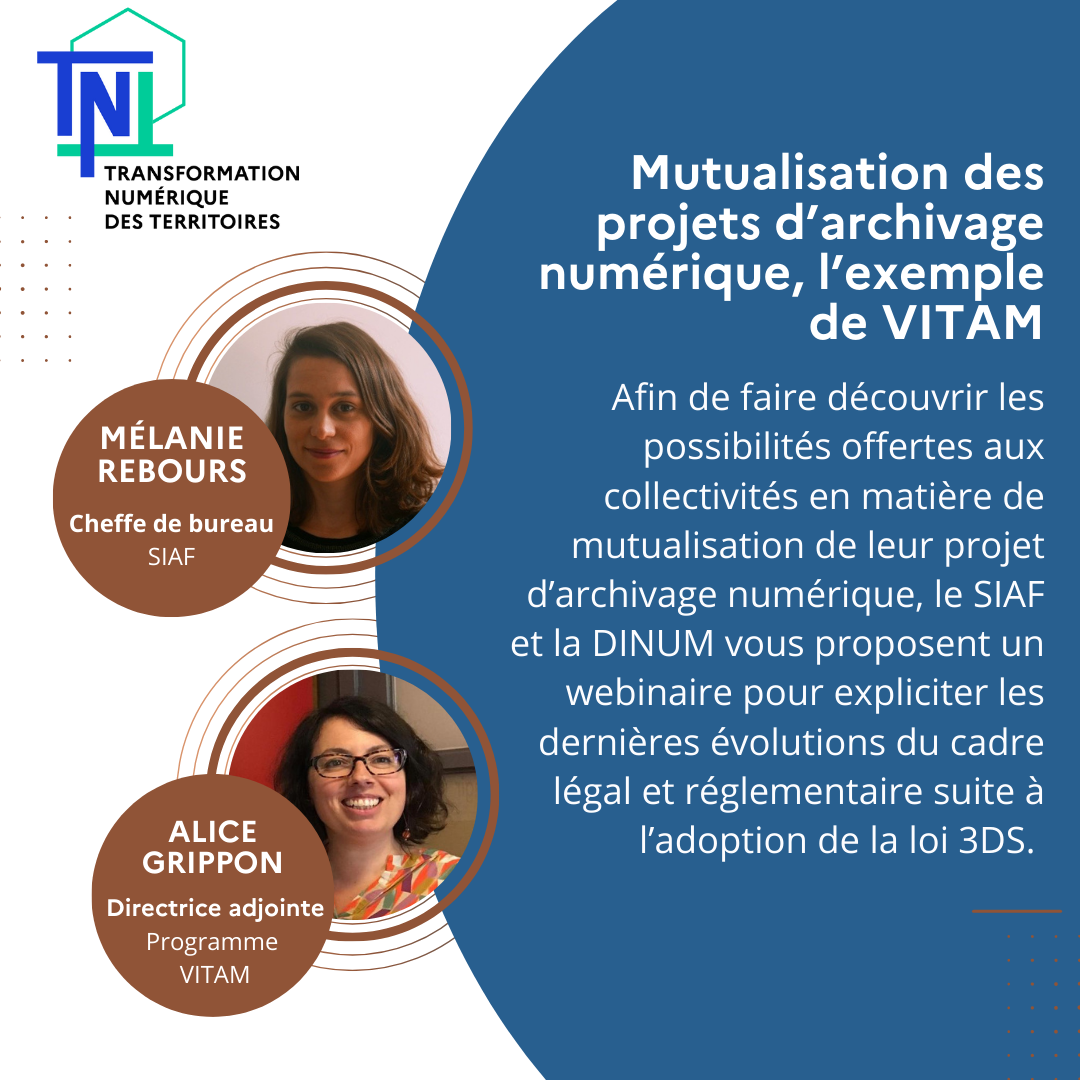 TNT
TRANSFORMATION
NUMÉRIQUE
DES TERRITOIRES
Mutualisation des
projets d’archivage
numérique, l’exemple
de VITAM
Afin de faire découvrir les
possibilités offertes aux
collectivités en matière de
mutualisation de leur projet
d’archivage numérique, le SIAF
et la DINUM vous proposent un
webinaire pour expliciter les
dernières évolutions du cadre
légal et réglementaire suite à
l’adoption de la loi 3DS.
MÉLANIE
REBOURS
Cheffe de bureau
SIAF
ALICE
GRIPPON
Directrice adjointe
Programme
VITAM